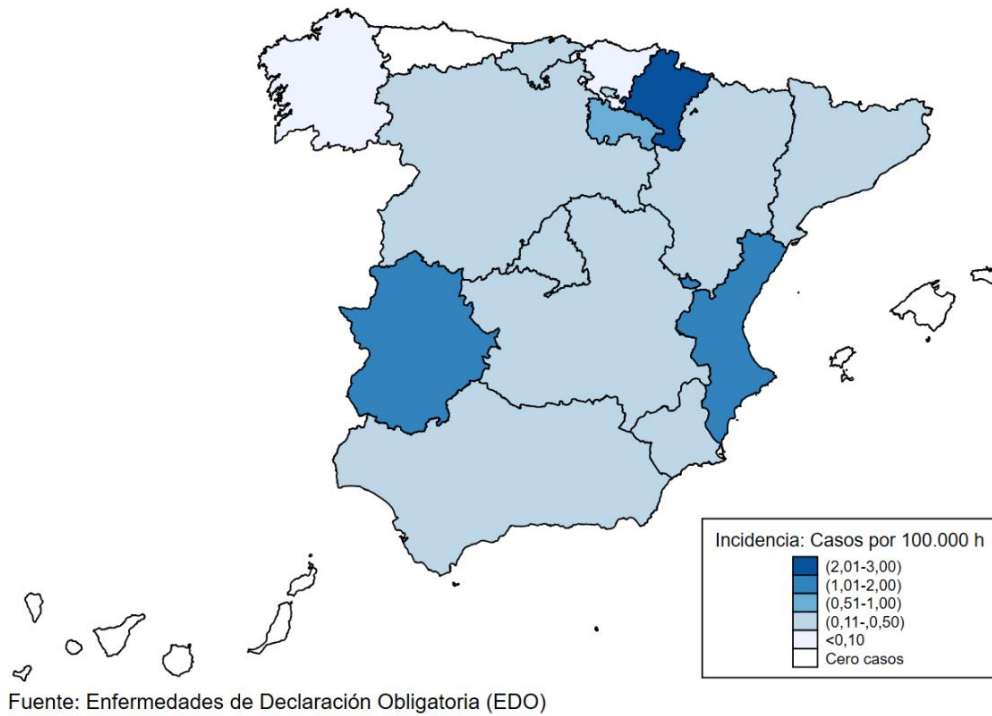 Incidencia: Casos por 100.000 h
(2,01-3,00)
(1,01-2,00)
(0,51-1,00)
(0,11-,0,50)
<0,10
Cero casos
Fuente: Enfermedades de Declaración Obligatoria (EDO)